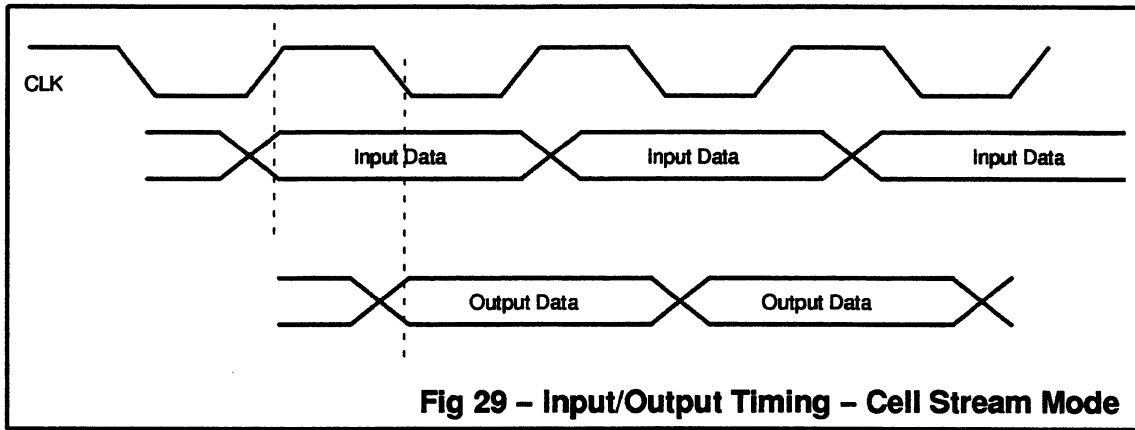 CLK
Input Data
Input Data
Input Data
Output Data
Output Data
Fig 29 – Input/Output Timing – Cell Stream Mode